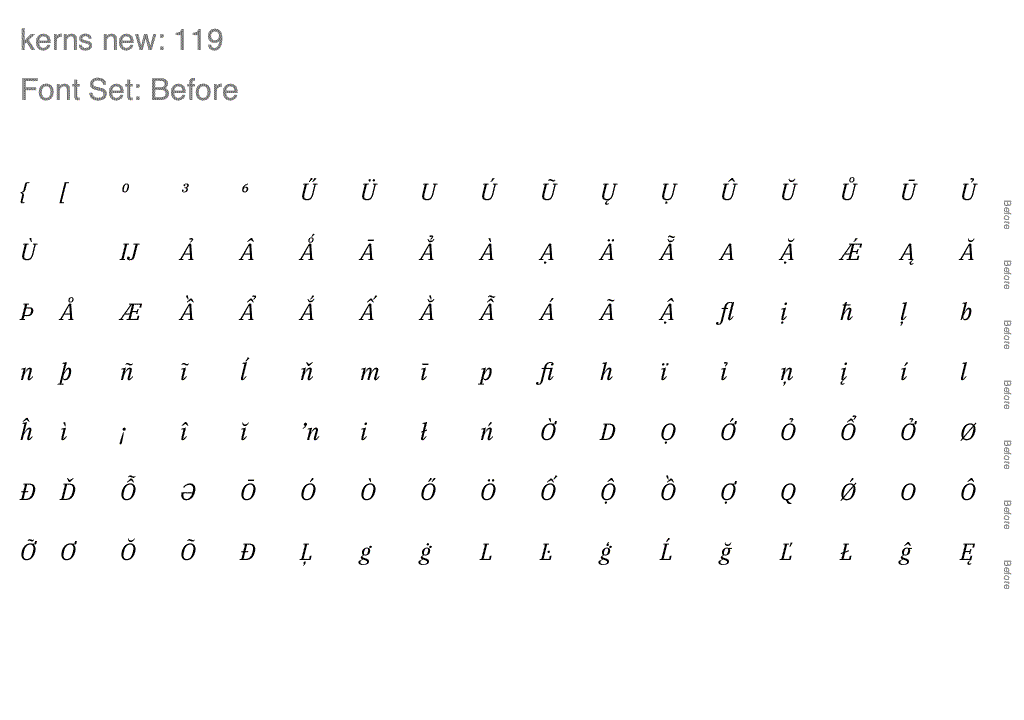 kerns new: 119
Font Set: Before
{ [ ⁰ ³ ⁶ Ű Ü U Ú Ũ Ų Ụ Û Ŭ Ů Ū Ủ
Before
Ù IJ Ả Â Ǻ Ā Ẳ À Ạ Ä Ẵ A Ặ Ǽ Ą Ă
Before
Þ Å Æ Ầ Ẩ Ắ Ấ Ằ Ẫ Á Ã Ậ ﬂ ị ħ ļ b
Before
n þ ñ ĩ ĺ ň m ī p ﬁ h ï ỉ ņ į í l
Before
ĥ ì ¡ î ĭ ŉ i ł ń Ờ D Ọ Ớ Ỏ Ổ Ở Ø
Before
Đ Ď Ỗ Ə Ō Ó Ò Ő Ö Ố Ộ Ồ Ợ Q Ǿ O Ô
Before
Ỡ Ơ Ŏ Õ Ð Ļ g ġ L Ŀ ģ Ĺ ğ Ľ Ł ĝ Ę
Before